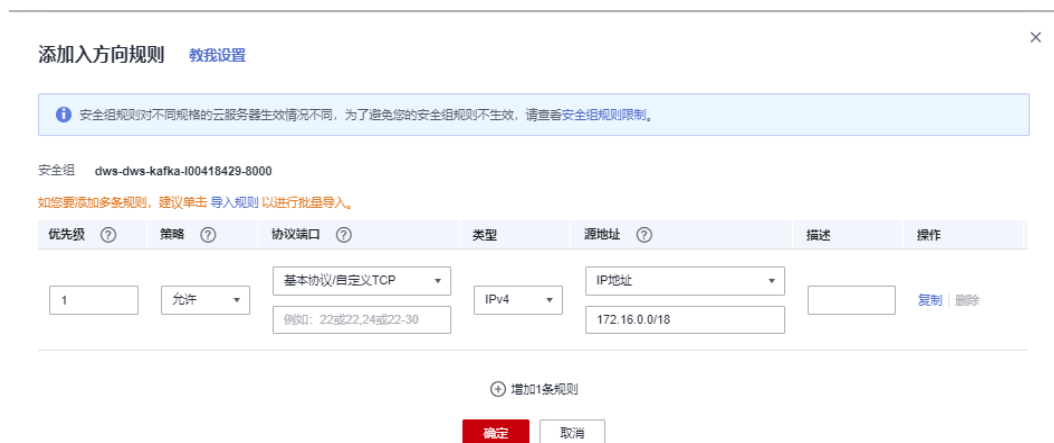 添加入方向规则 教我设置
安全组规则对不同规格的云服务器生效情况不同，为了避免您的安全组规则不生效，请查看安全组规则限制。
安全组 dws-dws-kafka-l00418429-8000
如您要添加多条规则，建议单击 导入规则 以进行批量导入。
优先级 策略 协议端口 类型 源地址 描述 操作
1 允许 基本协议/自定义TCP IPv4 IP地址 复制 删除
例如：22或22,24或22-30 172.16.0.0/18
增加1条规则
确定 取消